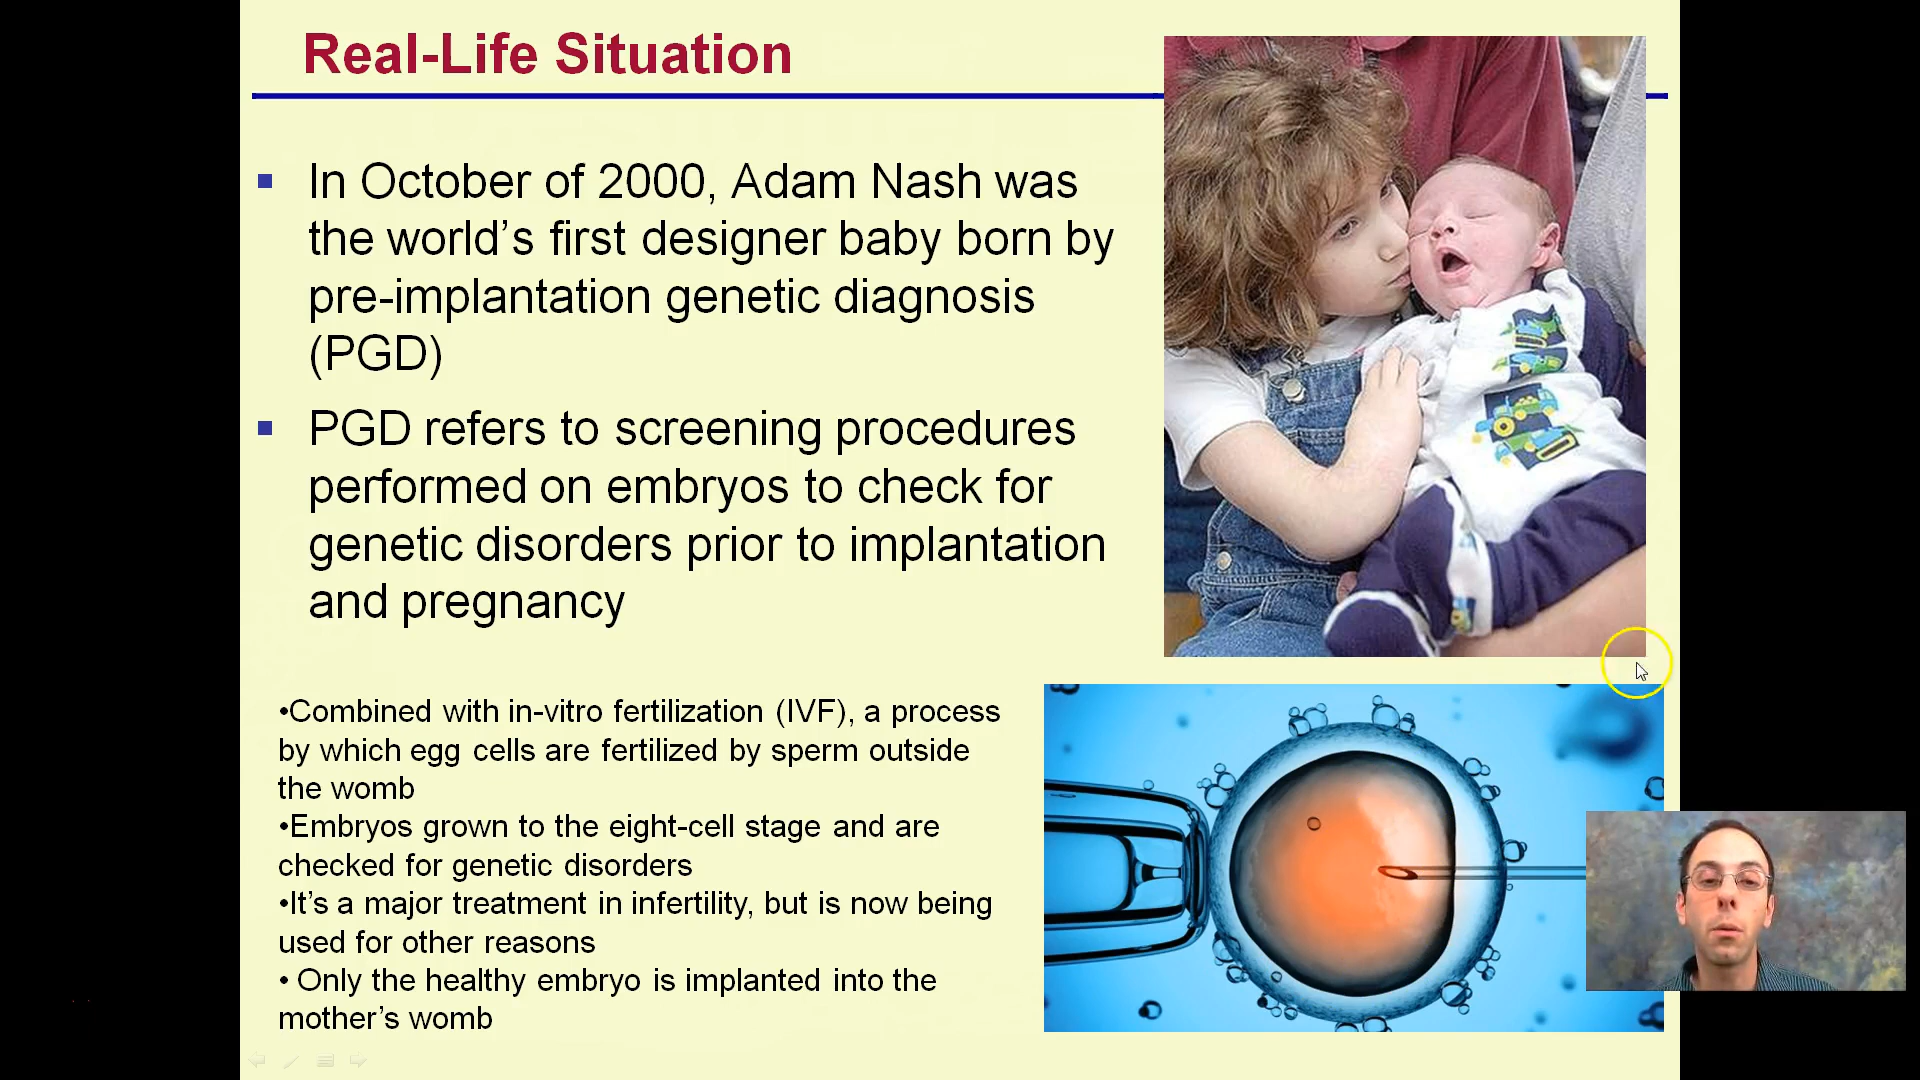 Real-Life Situation
In October of 2000, Adam Nash was
the world's first designer baby born by
pre-implantation genetic diagnosis
(PGD)
PGD refers to screening procedures
performed on embryos to check for
genetic disorders prior to implantation
and pregnancy
•Combined with in-vitro fertilization (IVF), a process
by which egg cells are fertilized by sperm outside
the womb
•Embryos grown to the eight-cell stage and are
checked for genetic disorders
•It's a major treatment in infertility, but is now being
used for other reasons
• Only the healthy embryo is implanted into the
mother's womb